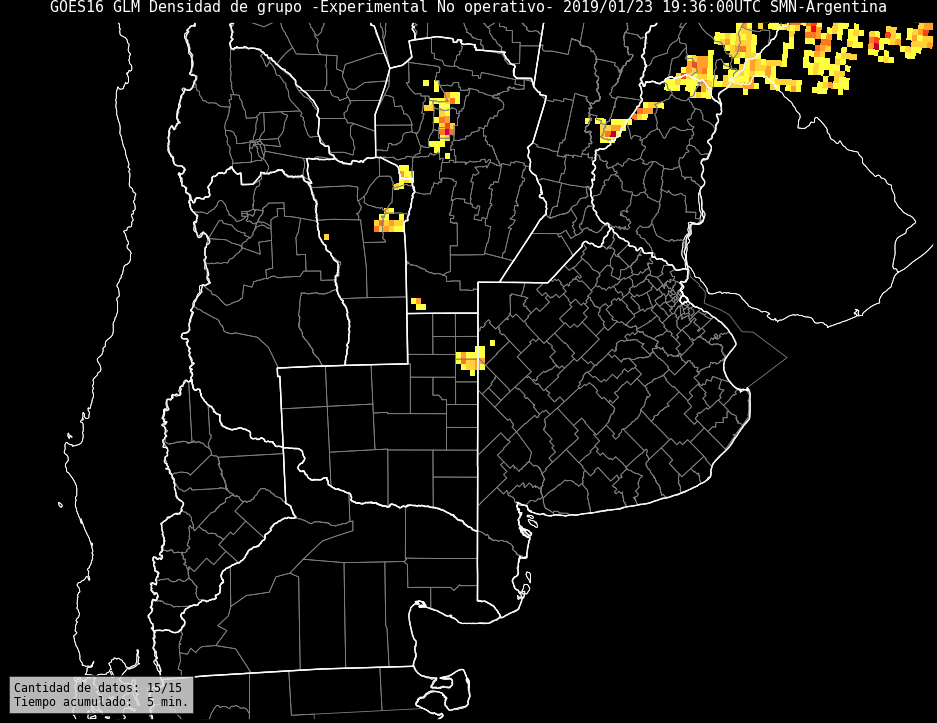 GOES16 GLM Densidad de grupo -Experimental No operativo- 2019/01/23 19:36:00UTC SMN-Argentina
Cantidad de datos: 15/15
Tiempo acumulado:  5 min.